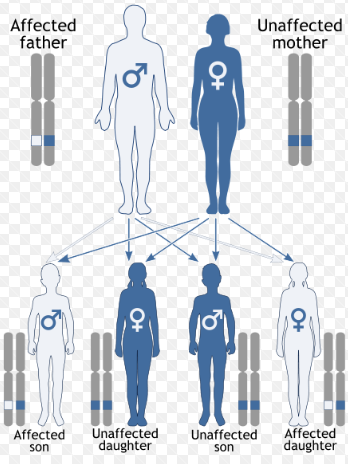 Affected
father
Unaffected
mother
Affected
son
Unaffected
daughter
Unaffected
son
Affected
daughter